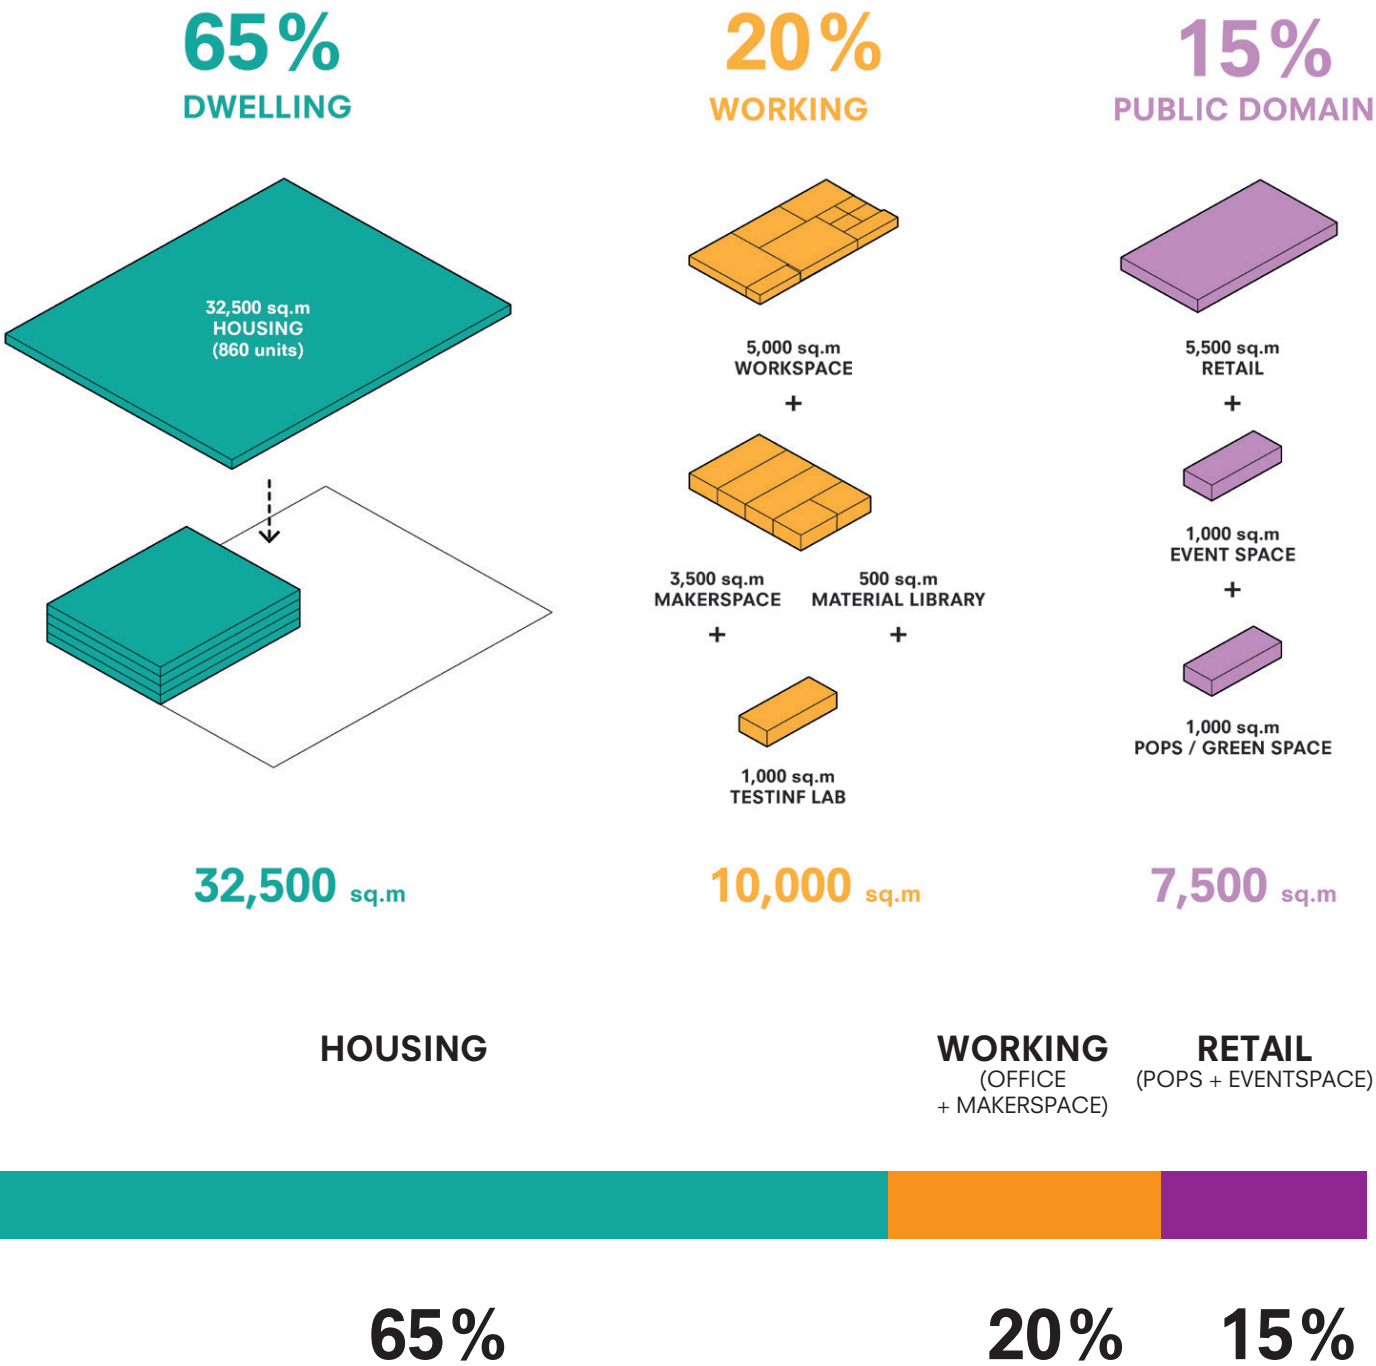 65%
DWELLING
32,500 sq.m
HOUSING
(860 units)
32,500 sq.m
20%
WORKING
5,000 sq.m
WORKSPACE
+
3,500 sq.m
MAKERSPACE
+
500 sq.m
MATERIAL LIBRARY
+
1,000 sq.m
TESTINF LAB
10,000 sq.m
15%
PUBLIC DOMAIN
5,500 sq.m
RETAIL
+
1,000 sq.m
EVENT SPACE
+
1,000 sq.m
POPS / GREEN SPACE
7,500 sq.m
HOUSING
WORKING
(OFFICE
+ MAKERSPACE)
RETAIL
(POPS + EVENTSPACE)
65%
20%
15%